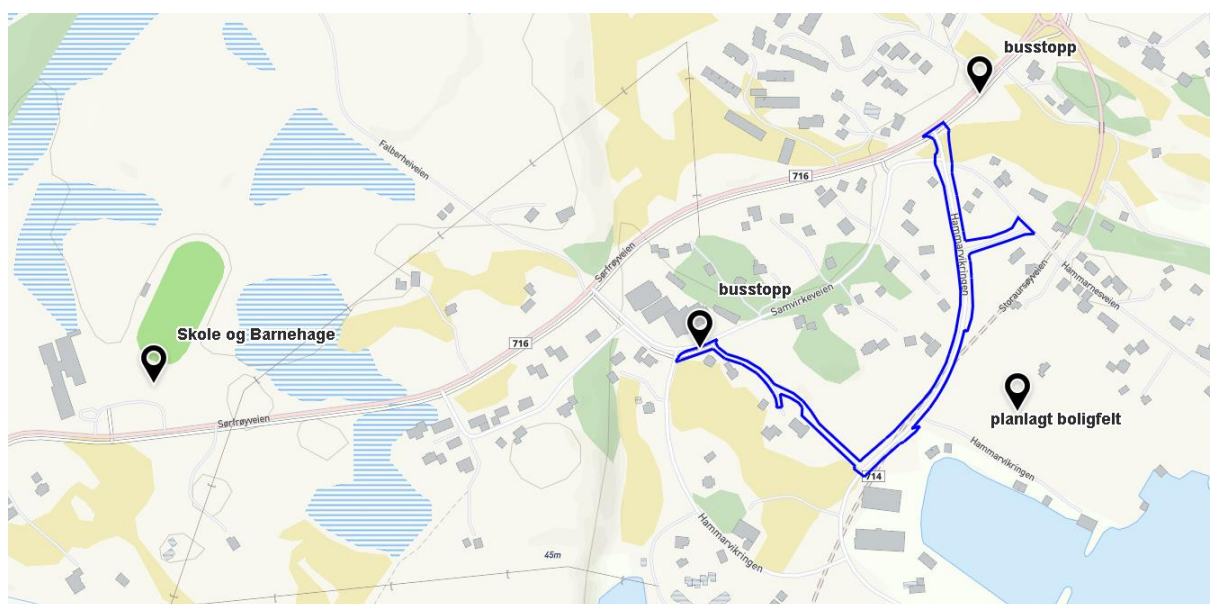 busstopp
Falberheiveien
716
Hammarvikringen
Sørfrøyveien
busstopp
Samvirkeveien
Storaursøyveien
Hammarnesveien
Skole og Barnehage
716
Sørfrøyveien
planlagt boligfelt
Hammarvikringen
714
Hammarvikringen
45m